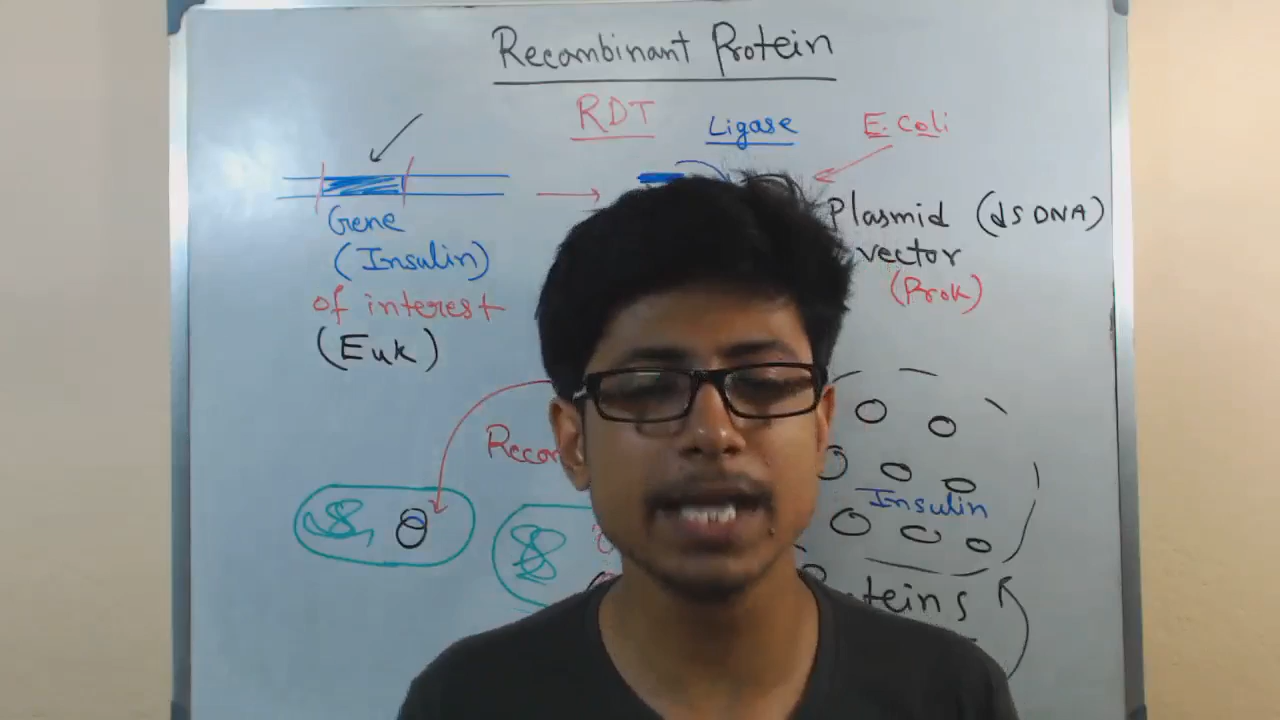 Recombinant Protein
RDT
Ligase
E. Coli
Gene
(Insulin)
of interest
(Euk)
Plasmid (ds DNA)
vector
(Prok)
Insulin